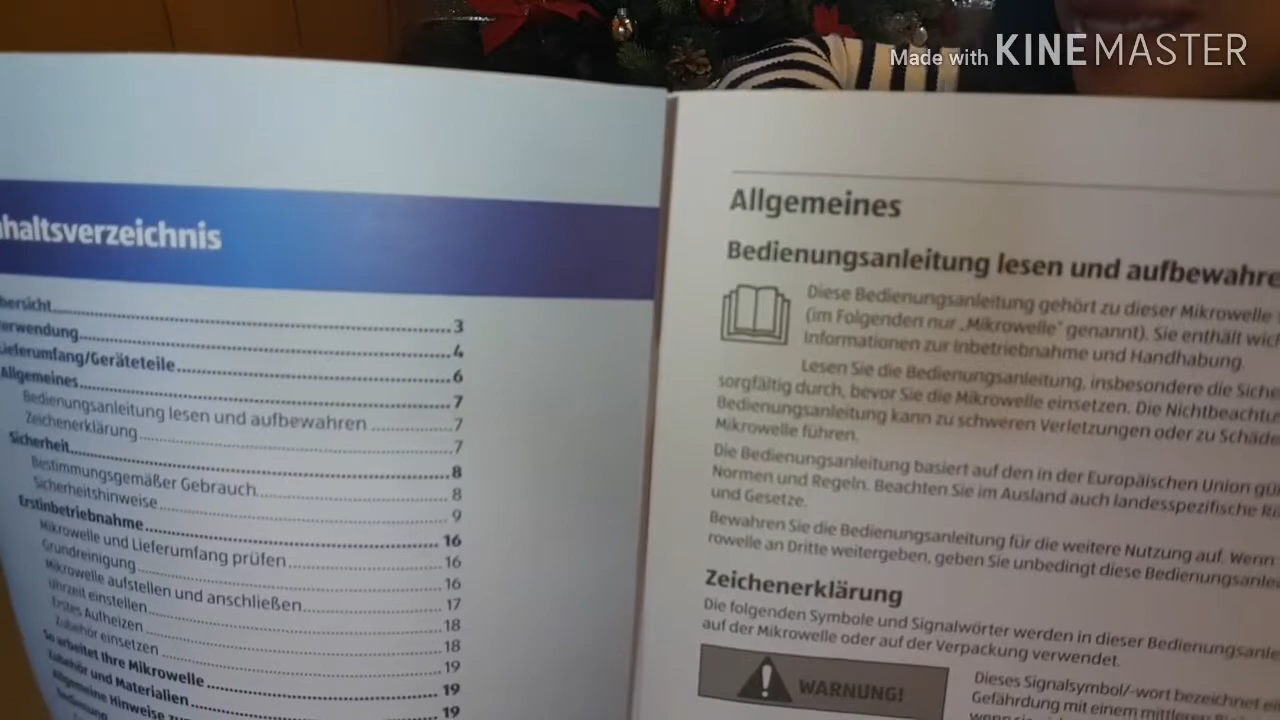 Made with KINEMASTER
nhaltsverzeichnis
bersicht 3
erwendung 4
Lieferumfang/Geräteteile 6
Allgemeines 7
Bedienungsanleitung lesen und aufbewahren 7
Zeichenerklärung 7
Sicherheit 8
Bestimmungsgemäßer Gebrauch 8
Sicherheitshinweise 9
Erstinbetriebnahme 16
Mikrowelle und Lieferumfang prüfen 16
Grundreinigung 16
Mikrowelle aufstellen und anschließen 17
Uhrzeit einstellen 18
Erstes Aufheizen 18
Zubehör einsetzen 19
So arbeitet Ihre Mikrowelle 19
Zubehör und Materialien 19
Allgemeine Hinweise
Bedienung
Allgemeines
Bedienungsanleitung lesen und aufbewahre
Diese Bedienungsanleitung gehört zu dieser Mikrowelle
(im Folgenden nur „Mikrowelle“ genannt). Sie enthält wich
Informationen zur Inbetriebnahme und Handhabung.
Lesen Sie die Bedienungsanleitung, insbesondere die Siche
sorgfältig durch, bevor Sie die Mikrowelle einsetzen. Die Nichtbeachtu
Bedienungsanleitung kann zu schweren Verletzungen oder zu Schäde
Mikrowelle führen.
Die Bedienungsanleitung basiert auf den in der Europäischen Union gü
Normen und Regeln. Beachten Sie im Ausland auch landesspezifische Ri
und Gesetze.
Bewahren Sie die Bedienungsanleitung für die weitere Nutzung auf. Wenn
rowelle an Dritte weitergeben, geben Sie unbedingt diese Bedienungsanle
Zeichenerklärung
Die folgenden Symbole und Signalwörter werden in dieser Bedienungsanle
auf der Mikrowelle oder auf der Verpackung verwendet.
WARNUNG!
Dieses Signalsymbol/-wort bezeichnet ei
Gefährdung mit einem mittleren